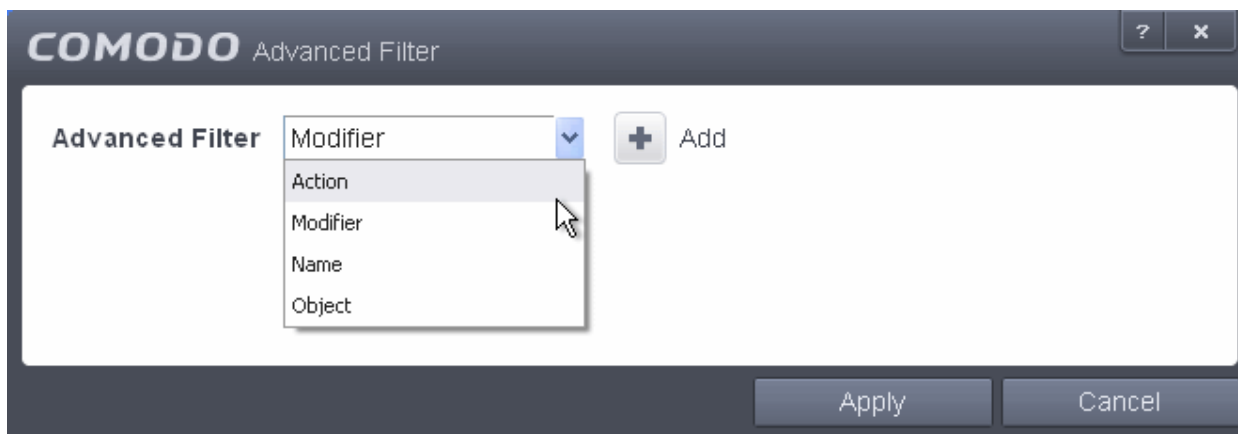 COMODO Advanced Filter ? x
Advanced Filter Modifier + Add
Action
Modifier
Name
Object
Apply Cancel